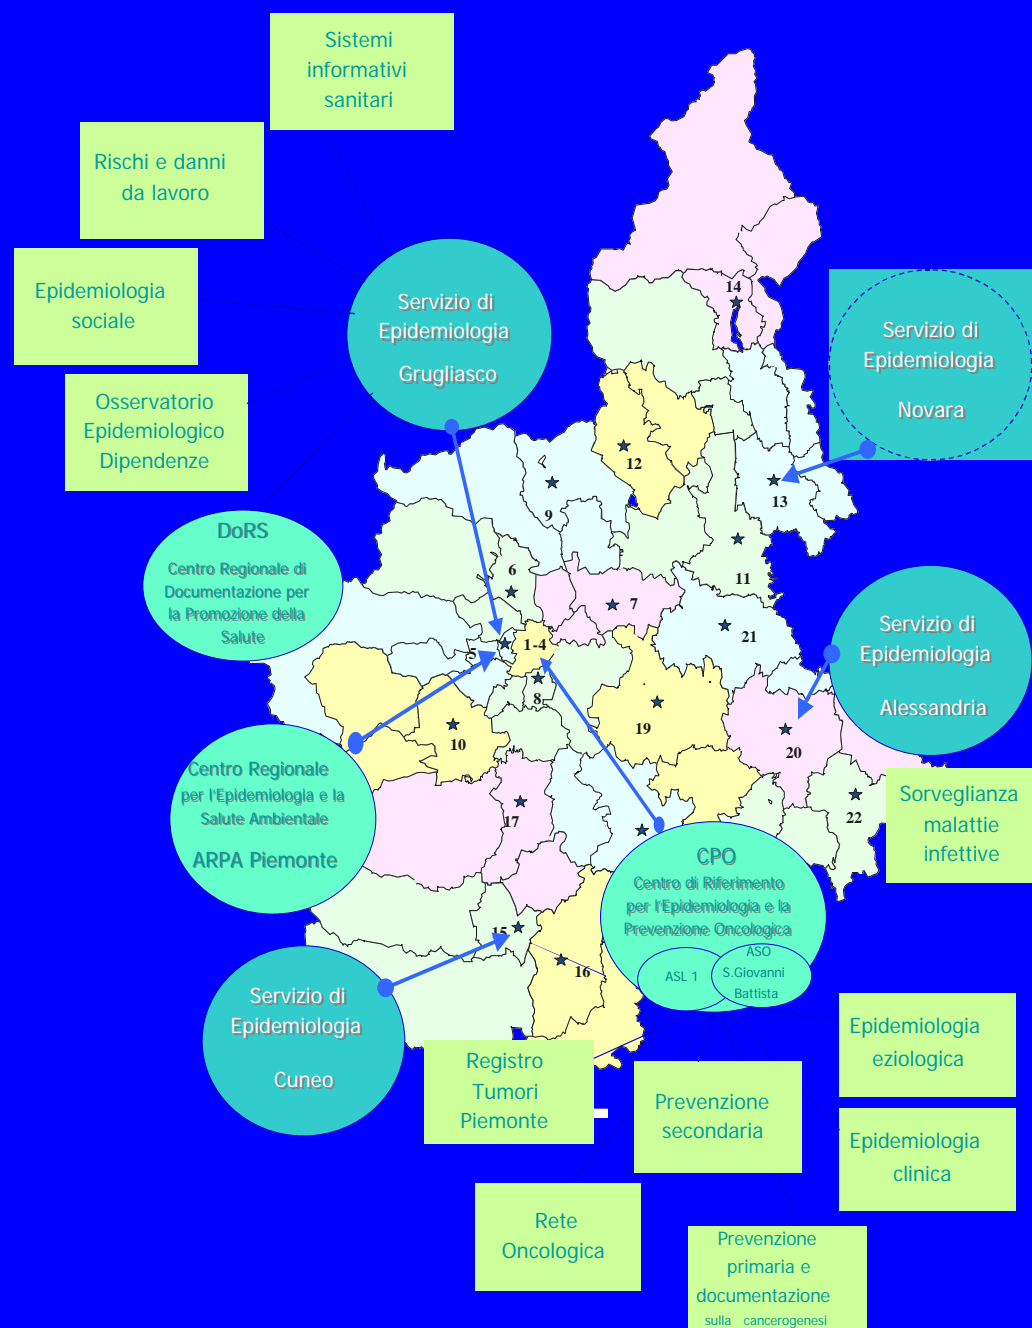 Sistemi
informativi
sanitari
Rischi e danni
da lavoro
Epidemiologia
sociale
Osservatorio
Epidemiologico
Dipendenze
Servizio di
Epidemiologia
Grugliasco
Servizio di
Epidemiologia
Novara
14
12
13
9
11
6
7
21
5
1-4
8
10
19
20
22
17
15
16
DoRS
Centro Regionale di
Documentazione per
la Promozione della
Salute
Servizio di
Epidemiologia
Alessandria
Centro Regionale
per l'Epidemiologia e la
Salute Ambientale
ARPA Piemonte
Sorveglianza
malattie
infettive
CPO
Centro di Riferimento
per l'Epidemiologia e la
Prevenzione Oncologica
ASL 1
ASO
S.Giovanni
Battista
Servizio di
Epidemiologia
Cuneo
Registro
Tumori
Piemonte
Prevenzione
secondaria
Epidemiologia
eziologica
Epidemiologia
clinica
Rete
Oncologica
Prevenzione
primaria e
documentazione
sulla cancerogenesi